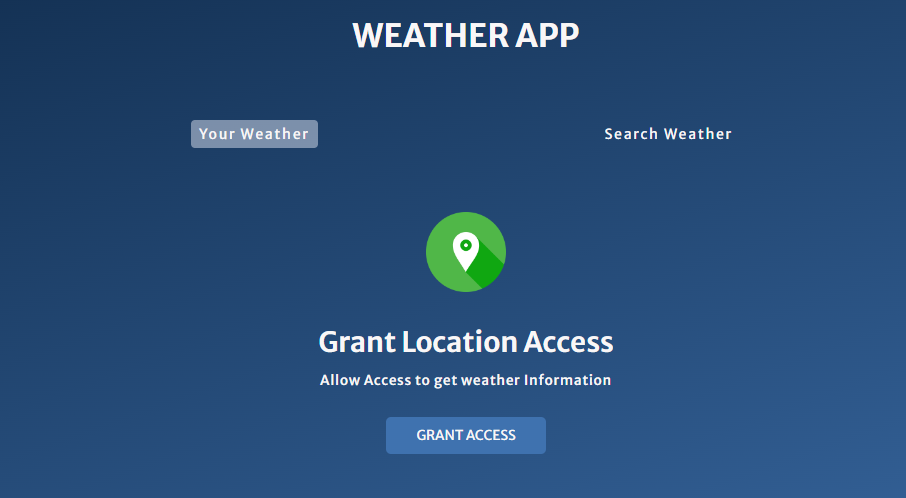 WEATHER APP
Your Weather
Search Weather
Grant Location Access
Allow Access to get weather Information
GRANT ACCESS